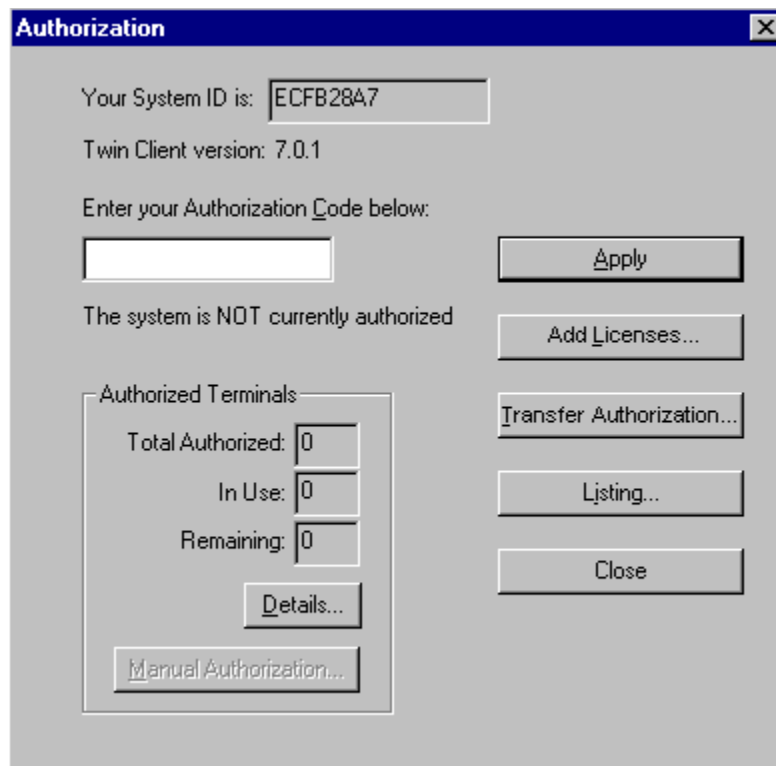 Authorization
Your System ID is: ECFB28A7
Twin Client version: 7.0.1
Enter your Authorization Code below:
Apply
The system is NOT currently authorized
Add Licenses...
Authorized Terminals
Transfer Authorization...
Total Authorized: 0
In Use: 0
Listing...
Remaining: 0
Close
Details...
Manual Authorization...